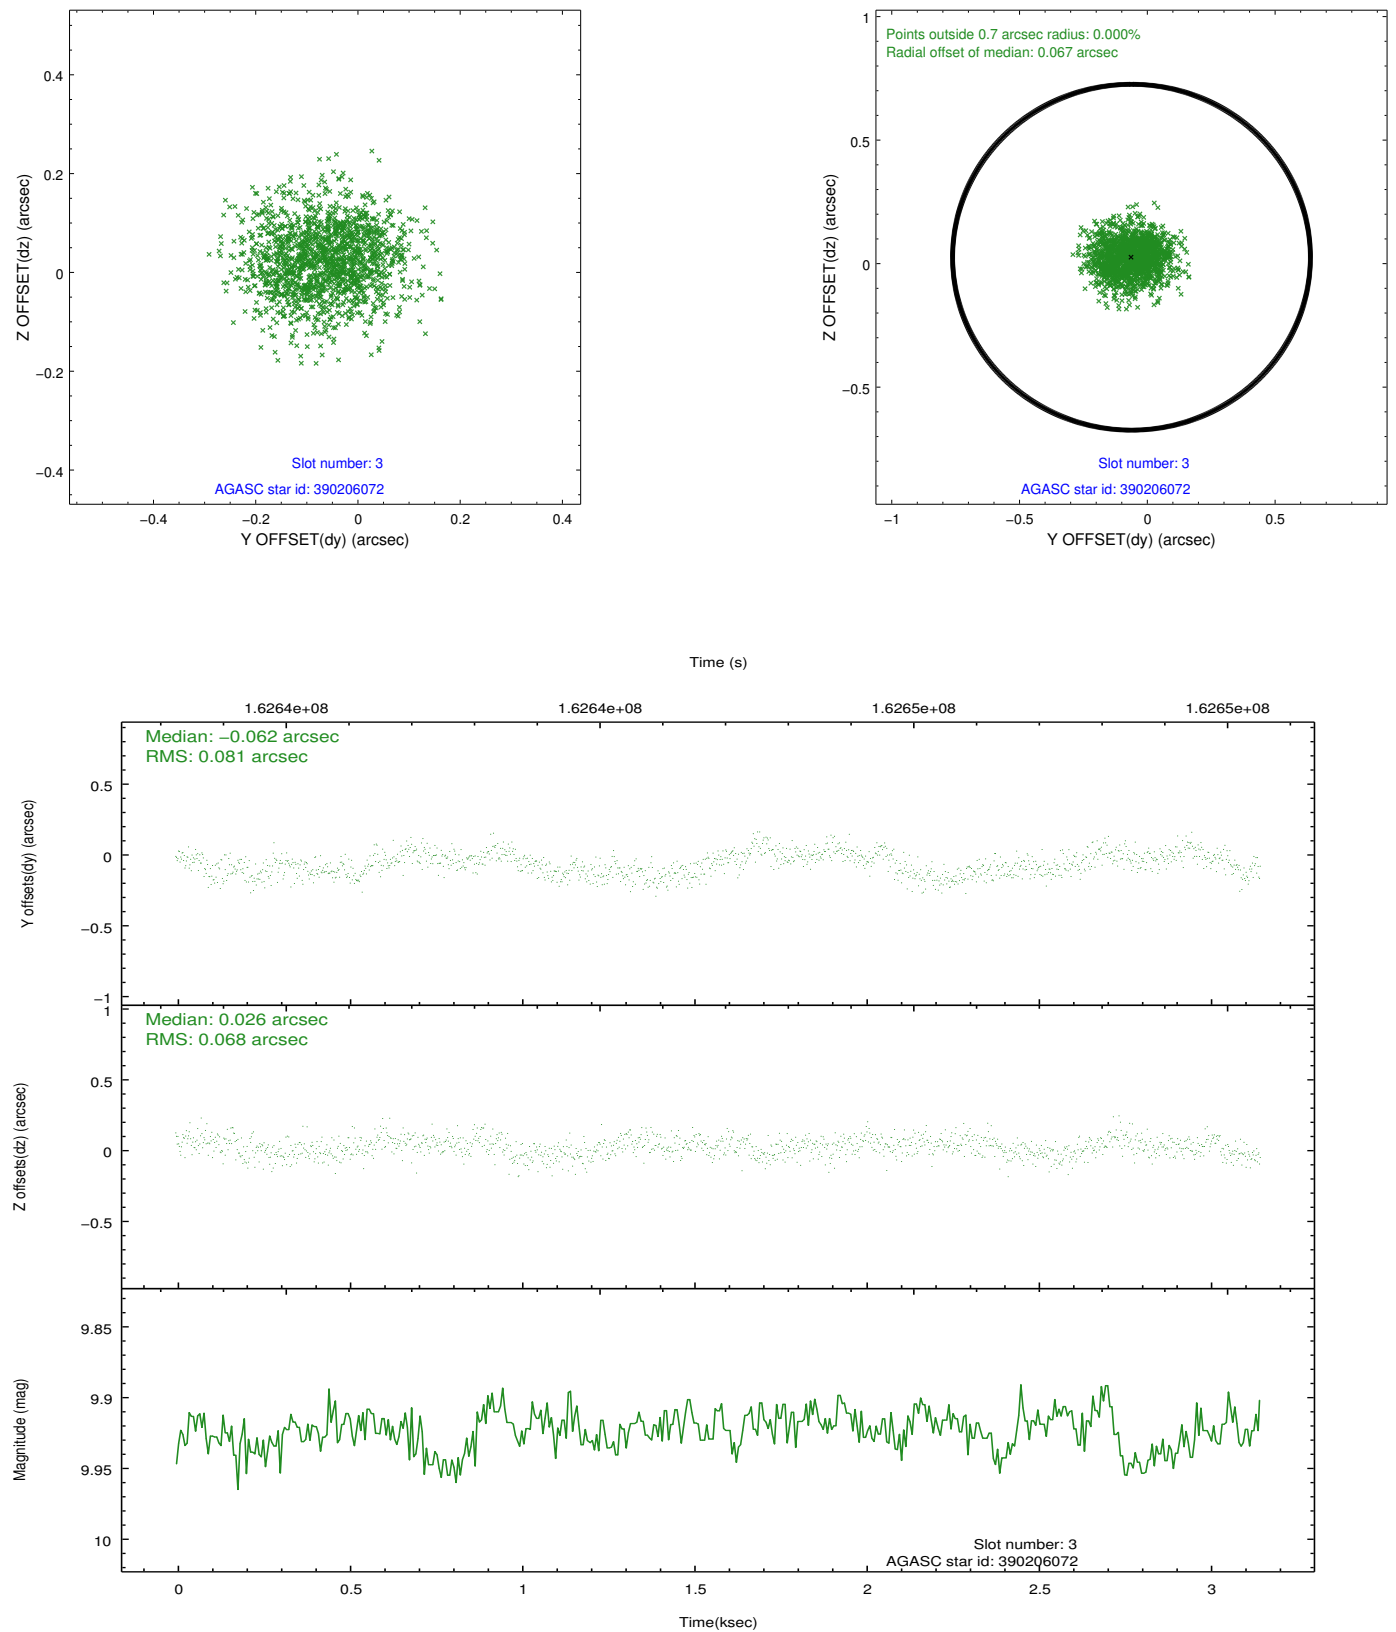 0.4
0.2
0
−0.2
−0.4
Z OFFSET(dz) (arcsec)
Slot number: 3
AGASC star id: 390206072
−0.4
−0.2
0
0.2
0.4
Y OFFSET(dy) (arcsec)
Points outside 0.7 arcsec radius: 0.000%
Radial offset of median: 0.067 arcsec
1
0.5
0
−0.5
Z OFFSET(dz) (arcsec)
Slot number: 3
AGASC star id: 390206072
−1
−0.5
0
0.5
Y OFFSET(dy) (arcsec)
Time (s)
1.6264e+08
1.6264e+08
1.6265e+08
1.6265e+08
Median: −0.062 arcsec
RMS: 0.081 arcsec
0.5
0
−0.5
−1
Y offsets(dy) (arcsec)
Median: 0.026 arcsec
RMS: 0.068 arcsec
1
0.5
0
−0.5
Z offsets(dz) (arcsec)
9.85
9.9
9.95
10
Magnitude (mag)
Slot number: 3
AGASC star id: 390206072
0
0.5
1
1.5
2
2.5
3
Time(ksec)